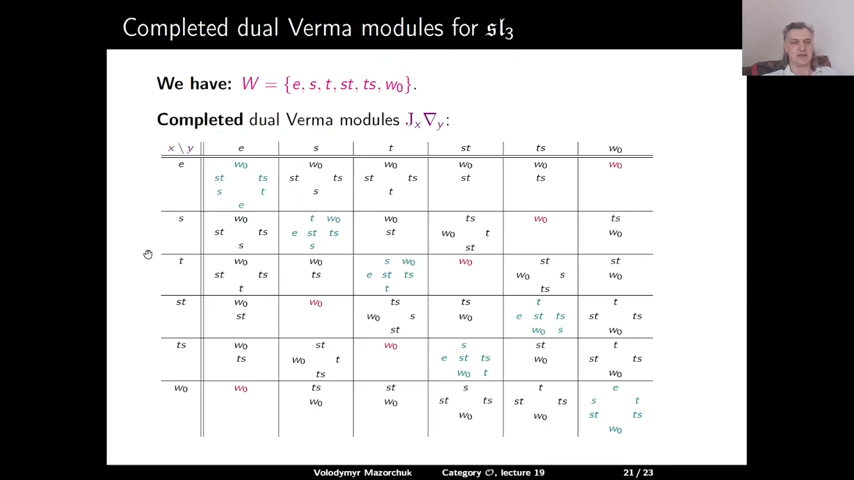 Completed dual Verma modules for 𝔰𝔩₃
We have: W = {e, s, t, st, ts, w₀}.
Completed dual Verma modules Jₓ∇ᵧ:
x \ y e s t st ts w₀
e w₀ w₀ w₀ w₀ w₀ w₀
st ts st ts st ts st ts
s t s t
e
s w₀ t w₀ w₀ ts w₀ ts
st ts e st ts st w₀ t w₀
s s st
t w₀ w₀ s w₀ w₀ st st
st ts ts e st ts w₀ s w₀
t t ts
st w₀ w₀ ts ts t t
st w₀ s w₀ e st ts st ts
st w₀ s w₀
ts w₀ st w₀ s st t
ts w₀ t e st ts w₀ st ts
ts w₀ t w₀
w₀ w₀ ts st s t e
w₀ w₀ st ts st ts s t
w₀ w₀ st ts
w₀
Volodymyr Mazorchuk Category 𝒪, lecture 19 21 / 23